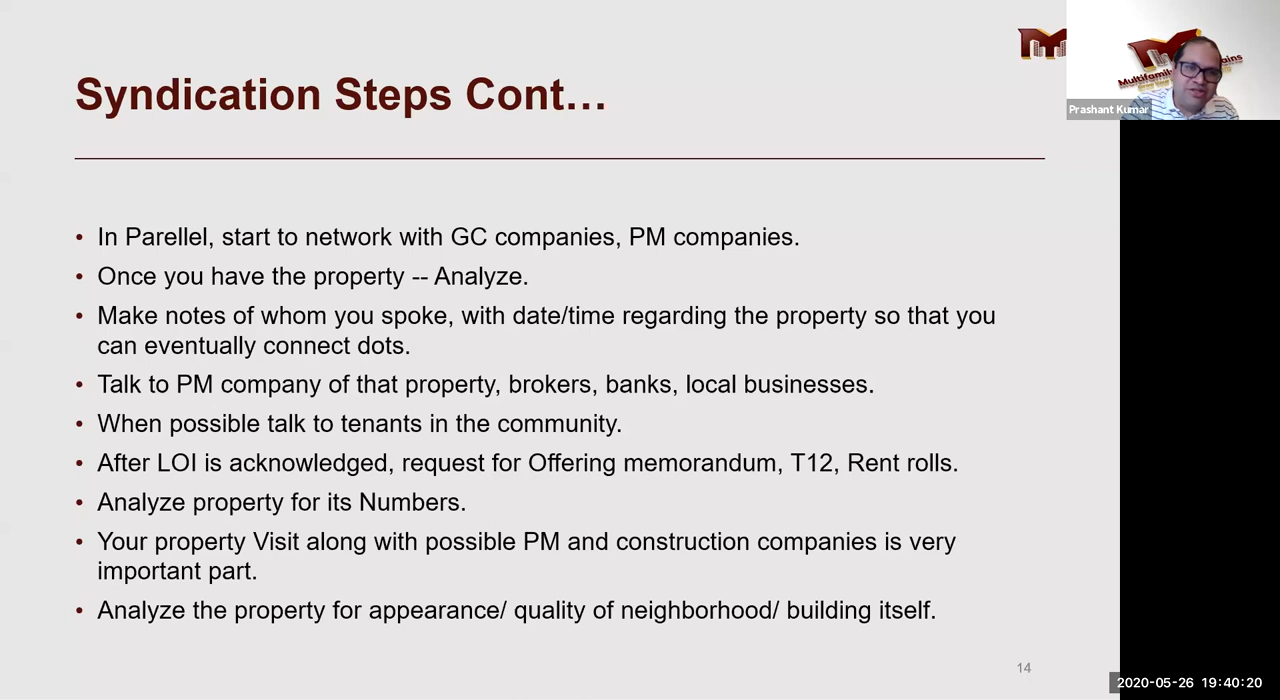 Syndication Steps Cont…
Prashant Kumar
• In Parellel, start to network with GC companies, PM companies.
• Once you have the property -- Analyze.
• Make notes of whom you spoke, with date/time regarding the property so that you
can eventually connect dots.
• Talk to PM company of that property, brokers, banks, local businesses.
• When possible talk to tenants in the community.
• After LOI is acknowledged, request for Offering memorandum, T12, Rent rolls.
• Analyze property for its Numbers.
• Your property Visit along with possible PM and construction companies is very
important part.
• Analyze the property for appearance/ quality of neighborhood/ building itself.
14
2020-05-26 19:40:20